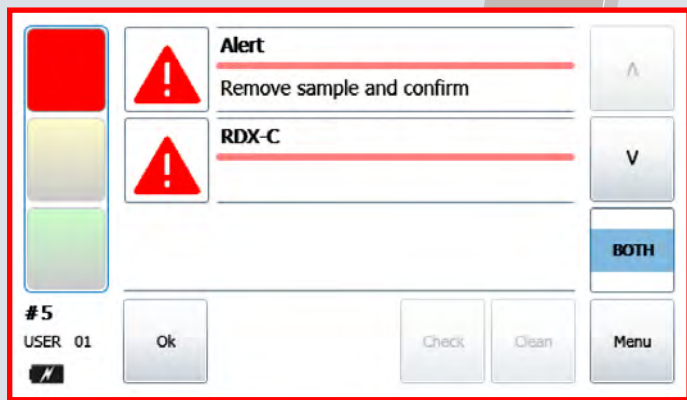 Alert
Remove sample and confirm
RDX-C
Λ
V
BOTH
#5
USER 01
Ok
Check
Clean
Menu